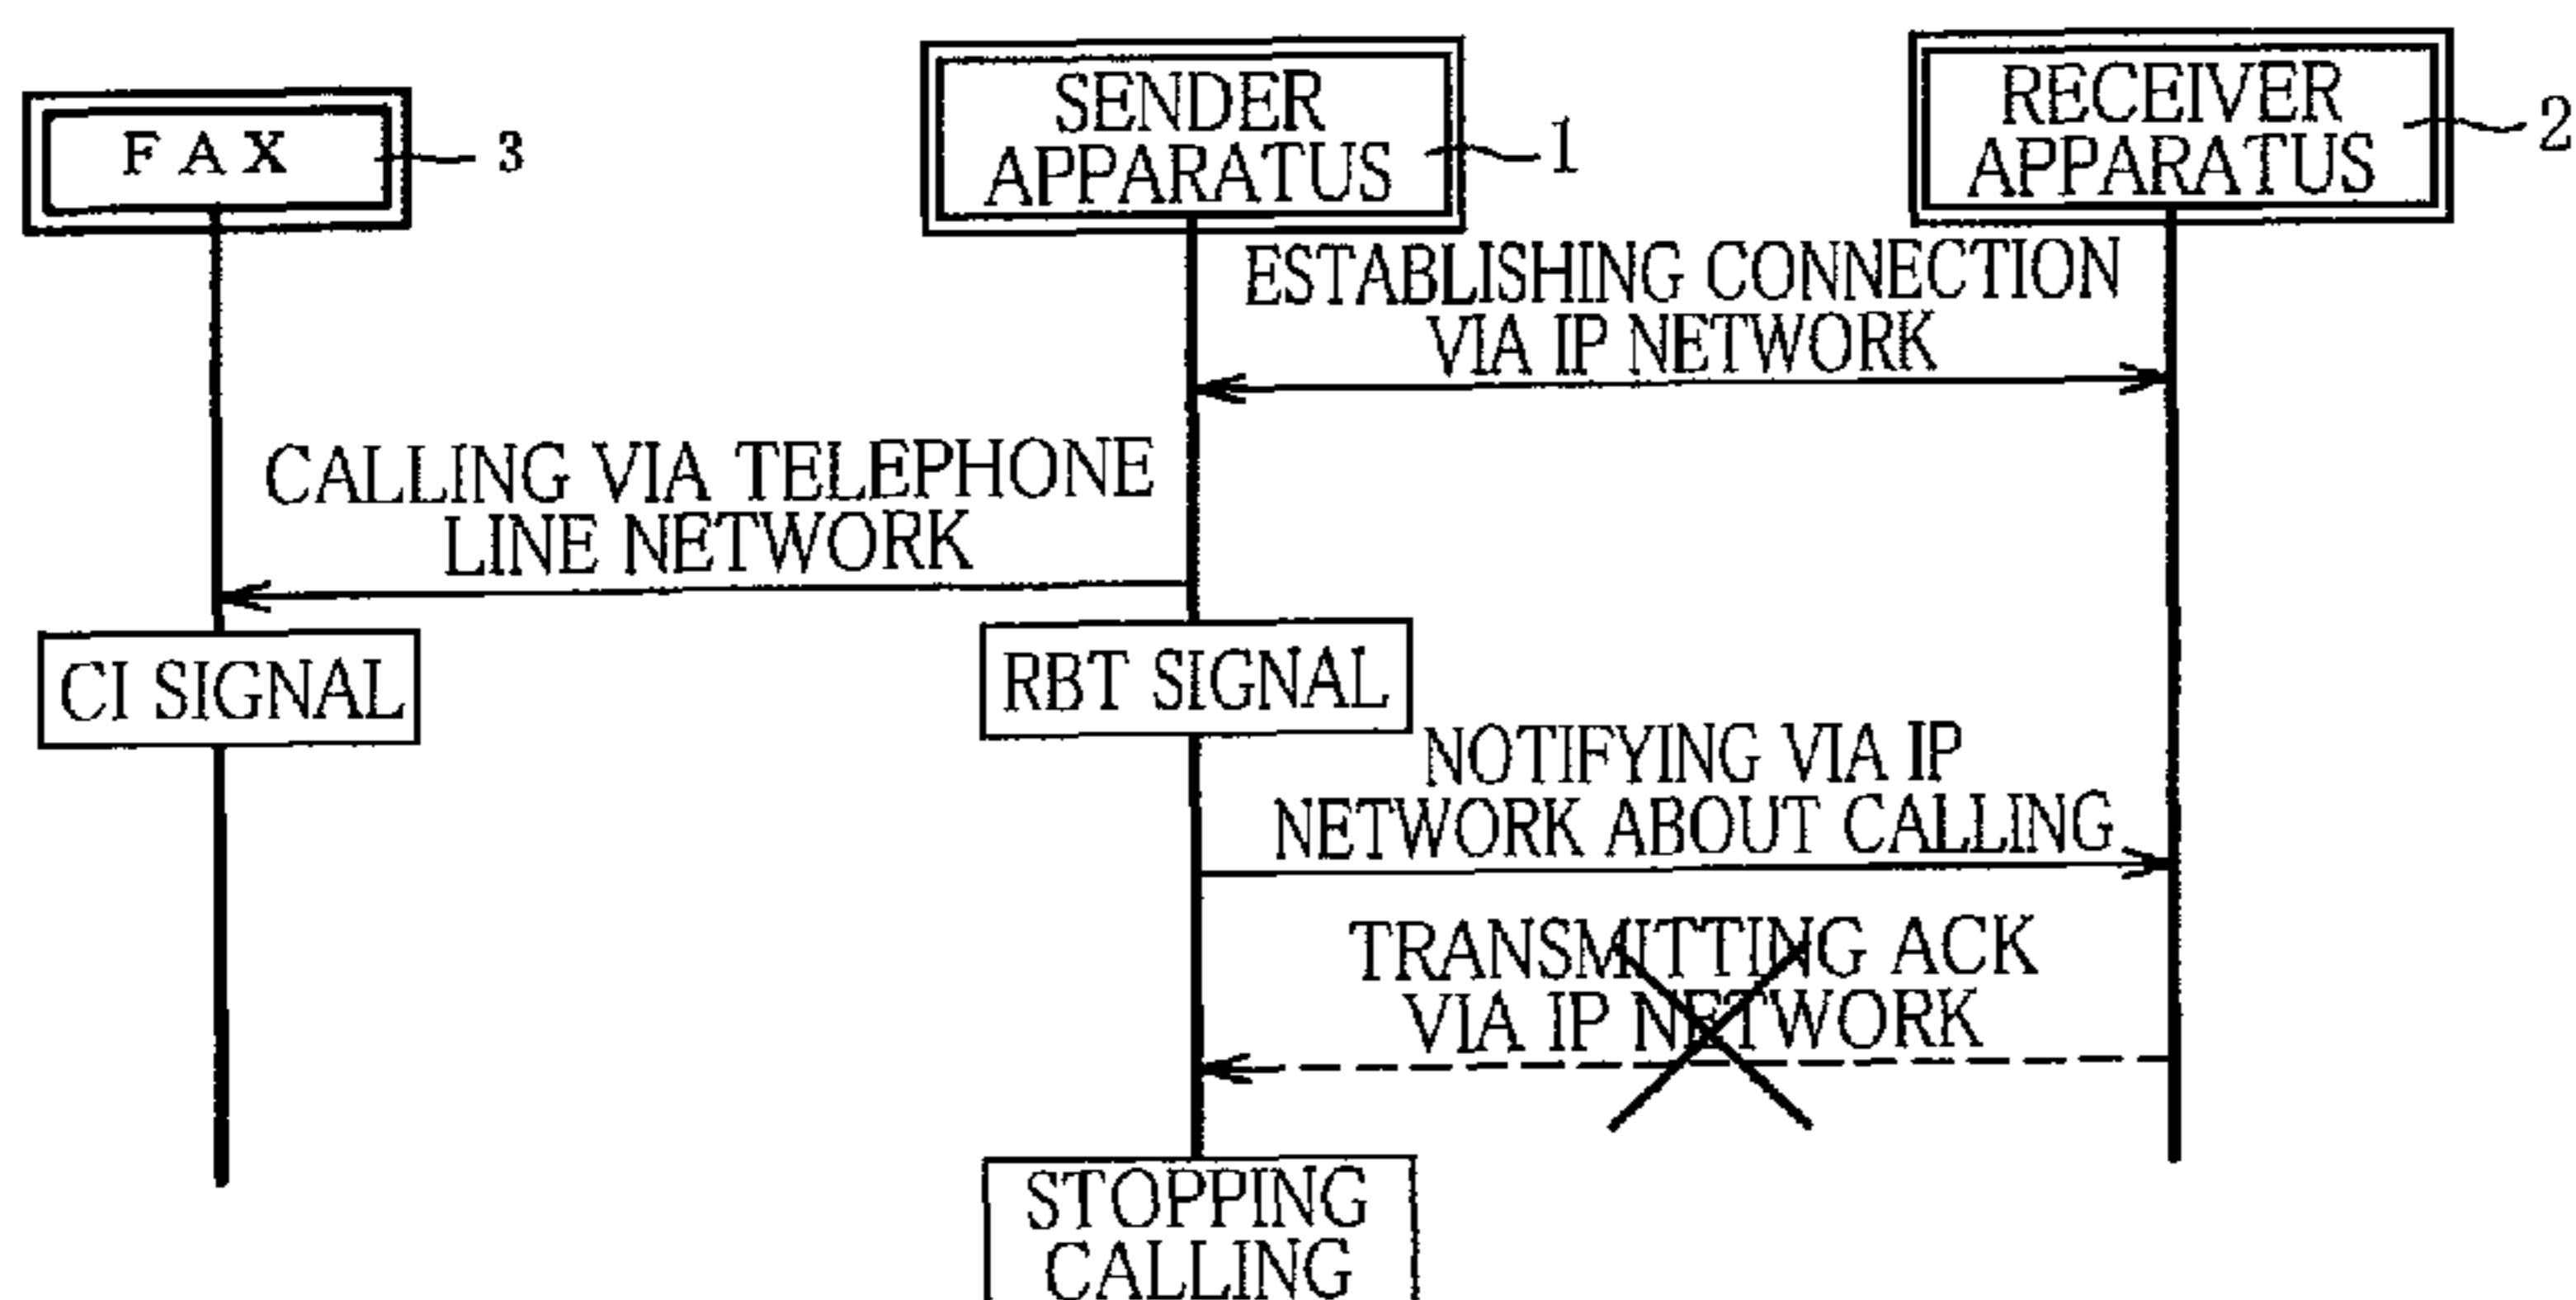 FAX
3
SENDER
APPARATUS
1
RECEIVER
APPARATUS
2
ESTABLISHING CONNECTION
VIA IP NETWORK
CALLING VIA TELEPHONE
LINE NETWORK
CI SIGNAL
RBT SIGNAL
NOTIFYING VIA IP
NETWORK ABOUT CALLING
TRANSMITTING ACK
VIA IP NETWORK
STOPPING
CALLING